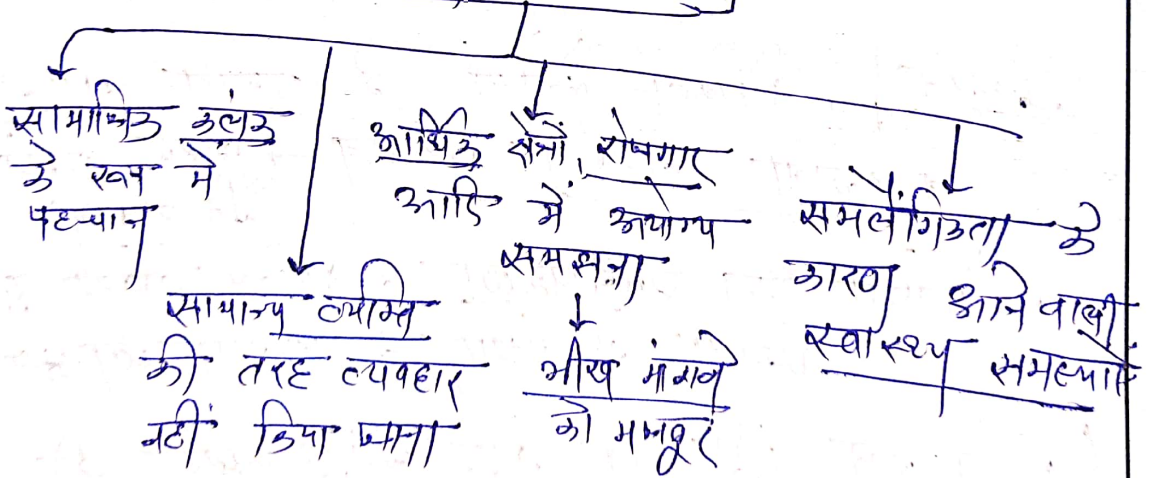 सामाजिक कलंक
के रूप में
पहचान
सामान्य व्यक्ति
की तरह व्यवहार
नहीं किया जाना
आर्थिक क्षेत्रों, रोजगार
आदि में अयोग्य
समझना
भीख मांगने
को मजबूर
समलैंगिकता के
कारण आने वाली
स्वास्थ्य समस्याएँ